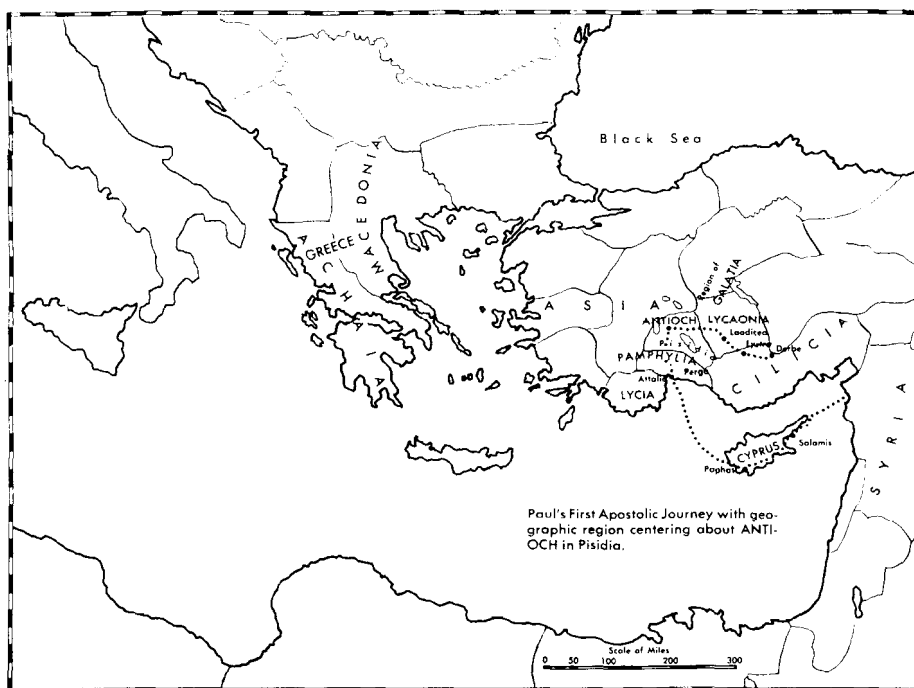 Black Sea
MACEDONIA
GREECE
ACHAIA
ASIA
Region of
GALATIA
ANTIOCH
LYCAONIA
Laodicea
Lystra
Derbe
Pisidia
PAMPHYLIA
Perga
Attalia
LYCIA
CILICIA
CYPRUS
Salamis
Paphos
SYRIA
Paul's First Apostolic Journey with geo-
graphic region centering about ANTI-
OCH in Pisidia.
Scale of Miles
0 50 100 200 300